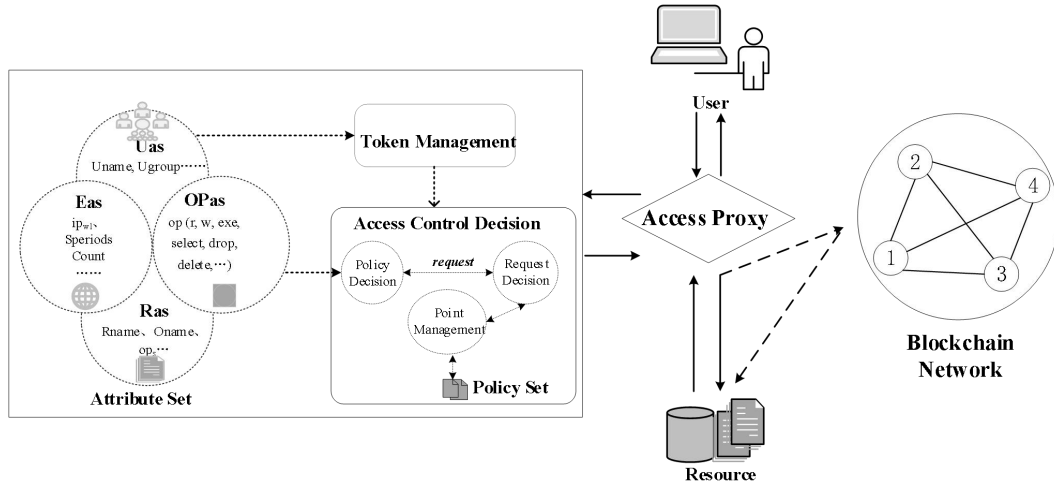 Uas
Uname, Ugroup······
Eas
ip_wl、
Speriods
Count
······
OPas
op (r, w, exe,
select, drop,
delete,···)
Ras
Rname、Oname、
op,···
Attribute Set
Token Management
Access Control Decision
Policy
Decision
request
Request
Decision
Point
Management
Policy Set
User
Access Proxy
Resource
2
4
1
3
Blockchain
Network